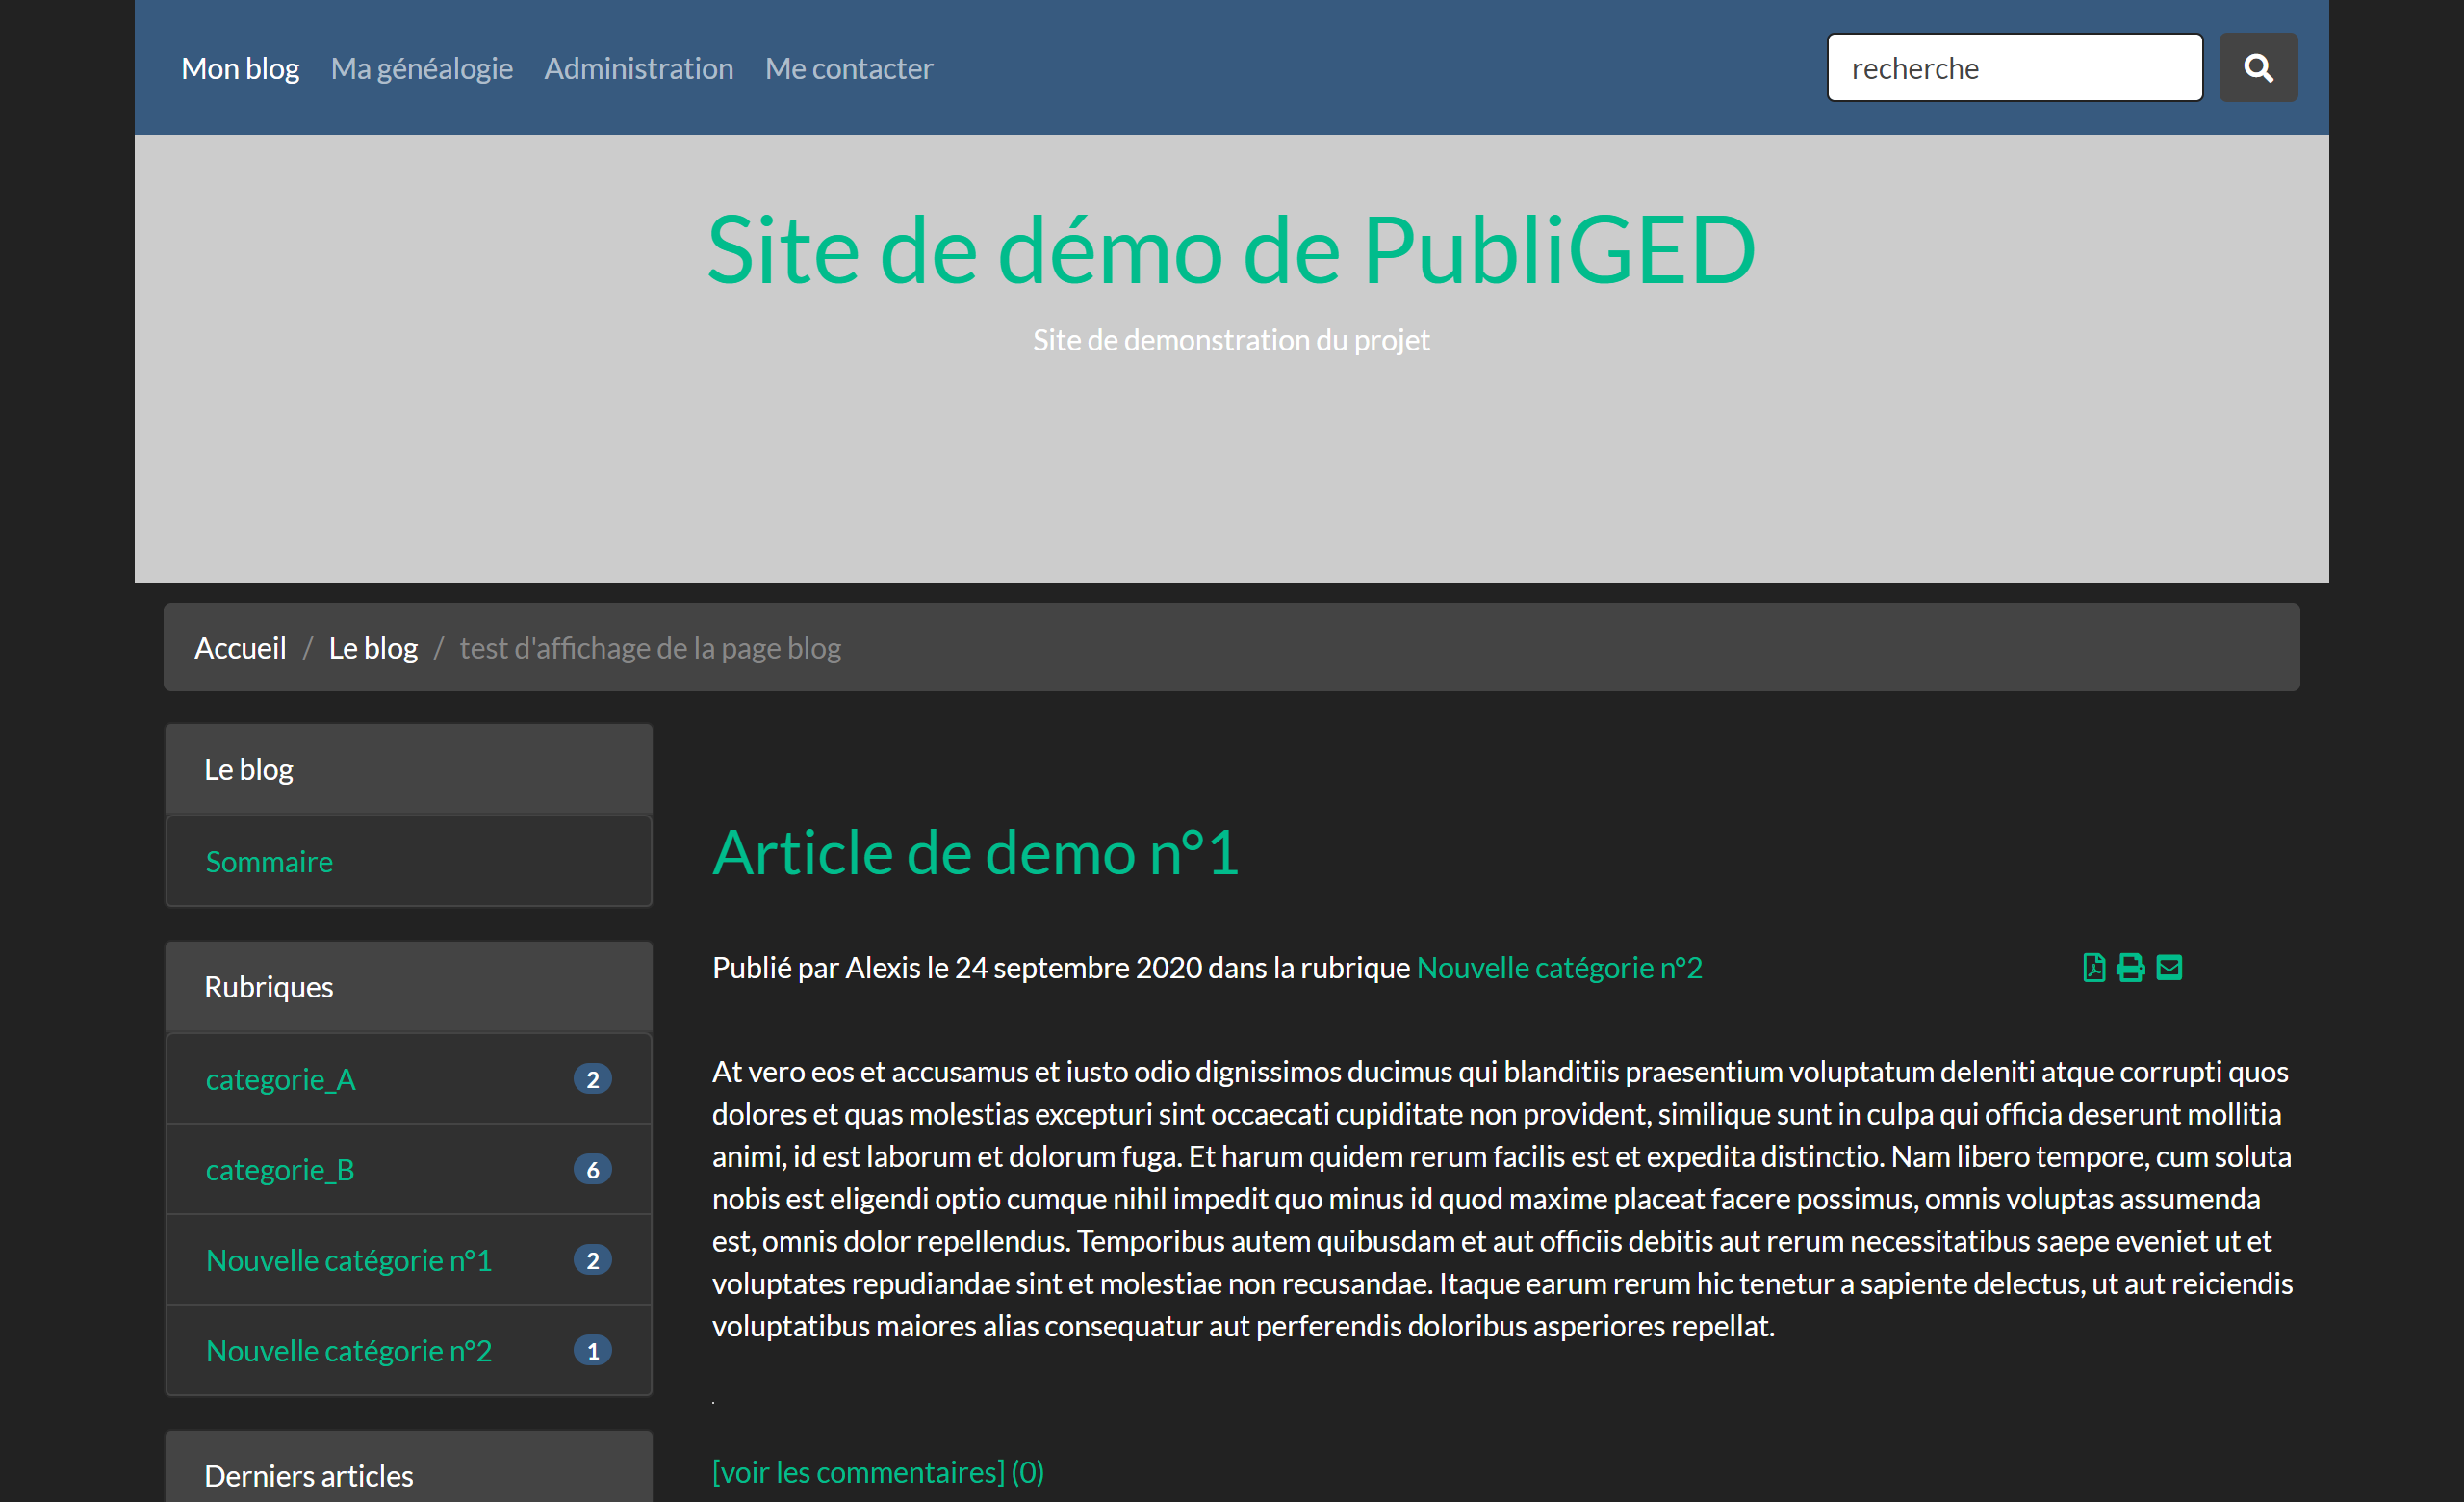 Mon blog Ma généalogie Administration Me contacter recherche
Site de démo de PubliGED
Site de demonstration du projet
Accueil / Le blog / test d'affichage de la page blog
Le blog
Sommaire
Rubriques
categorie_A 2
categorie_B 6
Nouvelle catégorie n°1 2
Nouvelle catégorie n°2 1
Derniers articles
Article de demo n°1
Publié par Alexis le 24 septembre 2020 dans la rubrique Nouvelle catégorie n°2
At vero eos et accusamus et iusto odio dignissimos ducimus qui blanditiis praesentium voluptatum deleniti atque corrupti quos
dolores et quas molestias excepturi sint occaecati cupiditate non provident, similique sunt in culpa qui officia deserunt mollitia
animi, id est laborum et dolorum fuga. Et harum quidem rerum facilis est et expedita distinctio. Nam libero tempore, cum soluta
nobis est eligendi optio cumque nihil impedit quo minus id quod maxime placeat facere possimus, omnis voluptas assumenda
est, omnis dolor repellendus. Temporibus autem quibusdam et aut officiis debitis aut rerum necessitatibus saepe eveniet ut et
voluptates repudiandae sint et molestiae non recusandae. Itaque earum rerum hic tenetur a sapiente delectus, ut aut reiciendis
voluptatibus maiores alias consequatur aut perferendis doloribus asperiores repellat.
.
[voir les commentaires] (0)